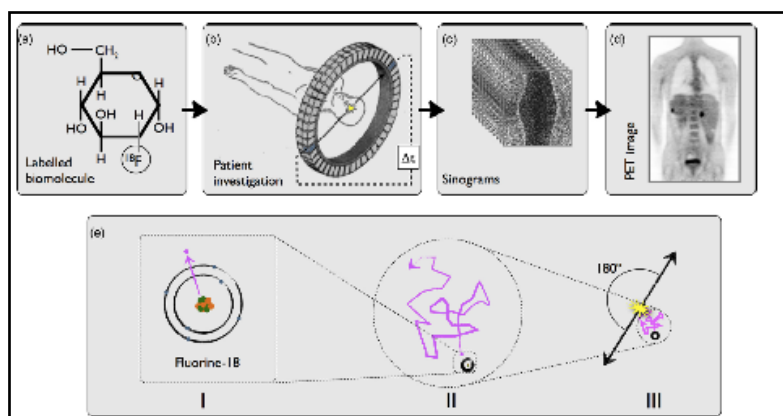 (a)
HO
CH2
O
H
H
H
OH
H
HO
H
OH
18F
Labelled
biomolecule
(b)
Δt
Patient
investigation
(c)
Sinograms
(d)
PET image
(e)
Fluorine-18
I
II
180°
III